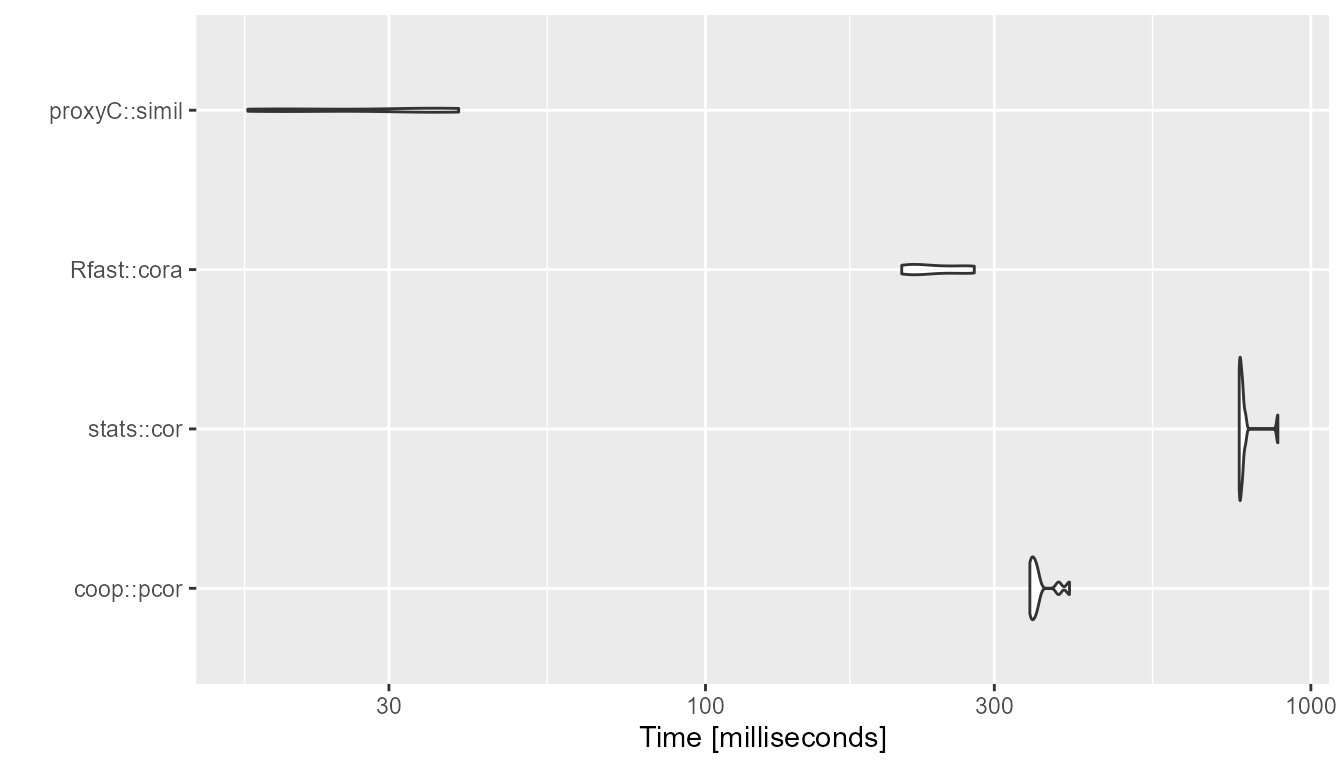 proxyC::simil
Rfast::cora
stats::cor
coop::pcor
30 100 300 1000
Time [milliseconds]